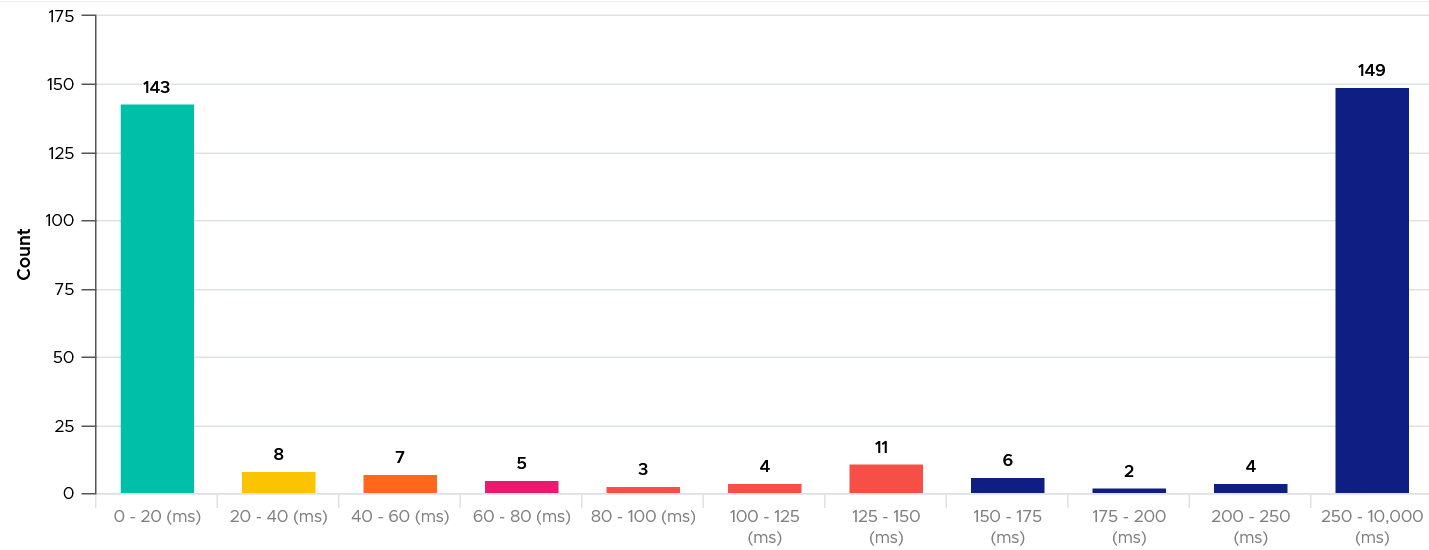 175
150
125
100
75
50
25
0
Count
143
8
7
5
3
4
11
6
2
4
149
0 - 20 (ms)
20 - 40 (ms)
40 - 60 (ms)
60 - 80 (ms)
80 - 100 (ms)
100 - 125
(ms)
125 - 150
(ms)
150 - 175
(ms)
175 - 200
(ms)
200 - 250
(ms)
250 - 10,000
(ms)